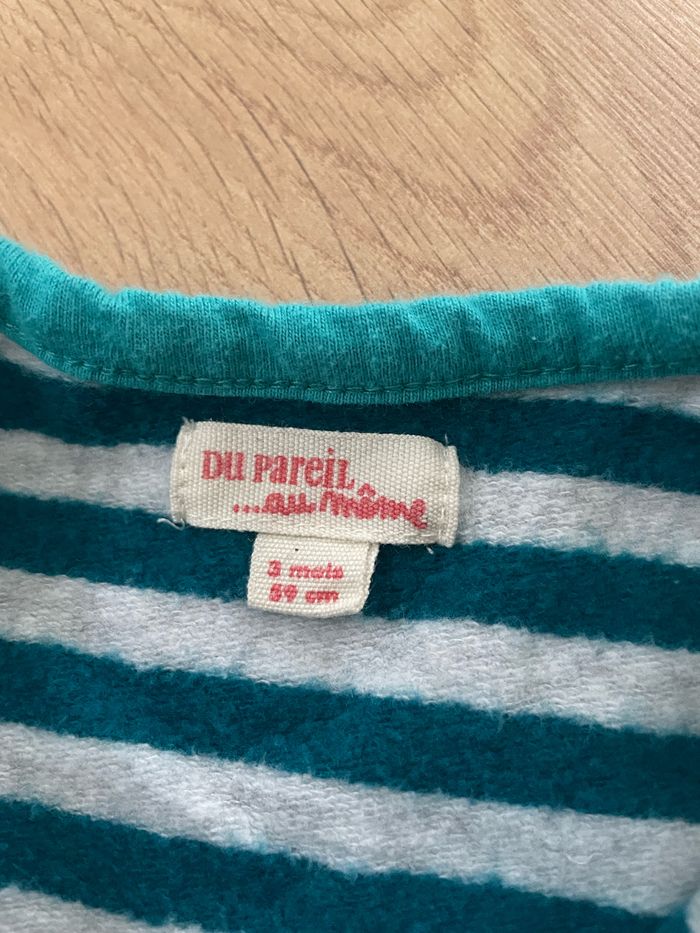 DU PAREIL
...au même
3 mois
59 cm